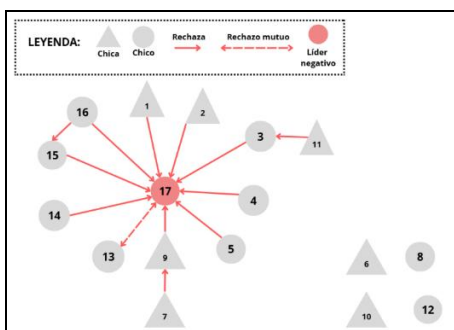 LEYENDA:
Chica
Chico
Rechaza
Rechazo mutuo
Líder
negativo
16
1
2
3
11
15
17
4
14
13
9
5
6
8
7
10
12